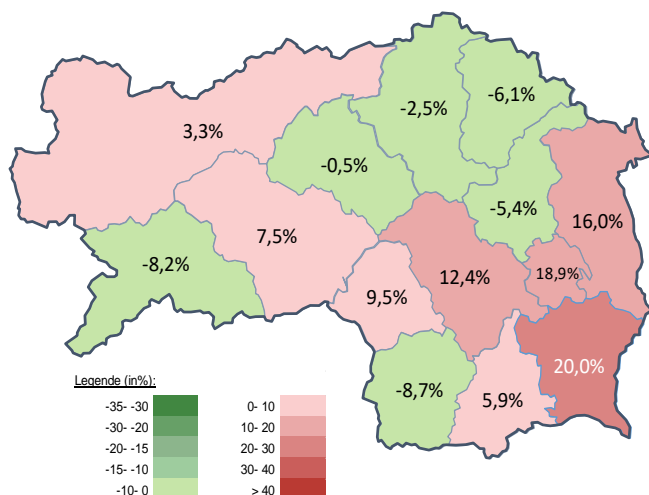 -2,5%
-6,1%
3,3%
-0,5%
-5,4%
16,0%
7,5%
-8,2%
12,4%
18,9%
9,5%
20,0%
-8,7%
5,9%
Legende (in%):
-35- -30 0- 10
-30- -20 10- 20
-20- -15 20- 30
-15- -10 30- 40
-10- 0 > 40